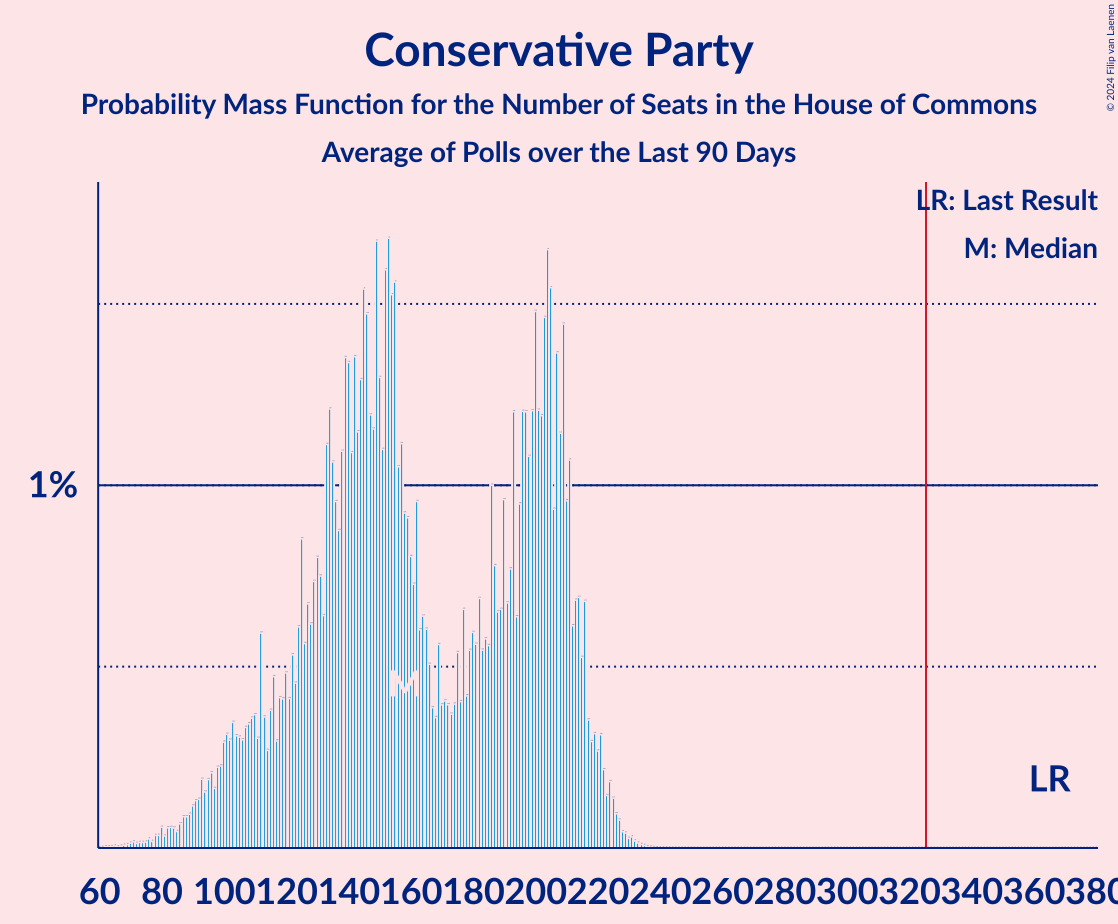 Conservative Party
Probability Mass Function for the Number of Seats in the House of Commons
Average of Polls over the Last 90 Days
© 2024 Filip van Laenen
LR: Last Result
M: Median
1%
M
LR
60 80 100 120 140 160 180 200 220 240 260 280 300 320 340 360 380